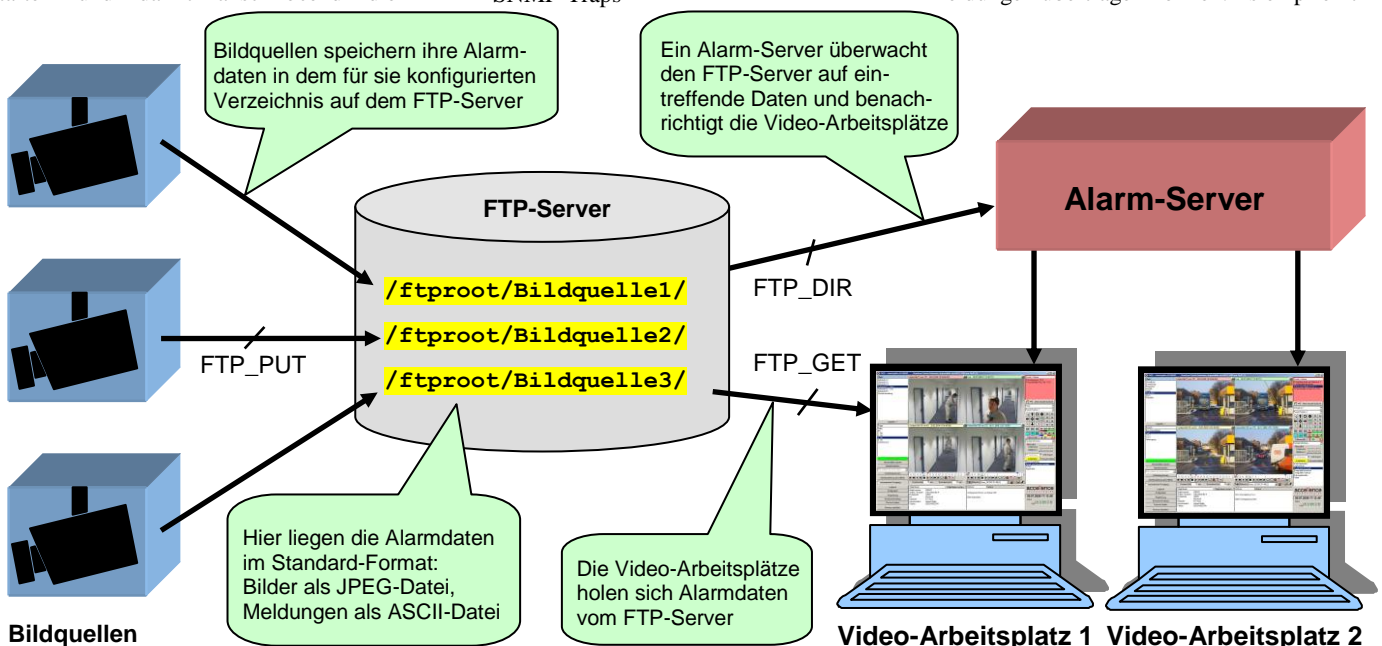 SNMP-Traps
Bildquellen speichern ihre Alarm-
daten in dem für sie konfigurierten
Verzeichnis auf dem FTP-Server
Ein Alarm-Server überwacht
den FTP-Server auf ein-
treffende Daten und benach-
richtigt die Video-Arbeitsplätze
Alarm-Server
FTP-Server
/ftproot/Bildquelle1/
/ftproot/Bildquelle2/
/ftproot/Bildquelle3/
FTP_DIR
FTP_PUT
FTP_GET
Hier liegen die Alarmdaten
im Standard-Format:
Bilder als JPEG-Datei,
Meldungen als ASCII-Datei
Die Video-Arbeitsplätze
holen sich Alarmdaten
vom FTP-Server
Bildquellen
Video-Arbeitsplatz 1
Video-Arbeitsplatz 2